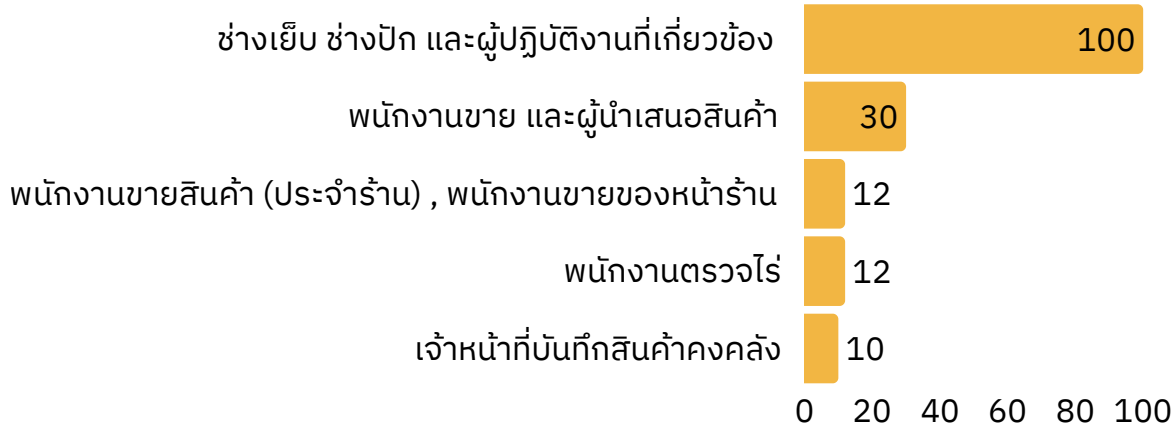 ช่างเย็บ ช่างปัก และผู้ปฏิบัติงานที่เกี่ยวข้อง 100
พนักงานขาย และผู้นำเสนอสินค้า 30
พนักงานขายสินค้า (ประจำร้าน) , พนักงานขายของหน้าร้าน 12
พนักงานตรวจไร่ 12
เจ้าหน้าที่บันทึกสินค้าคงคลัง 10
0 20 40 60 80 100